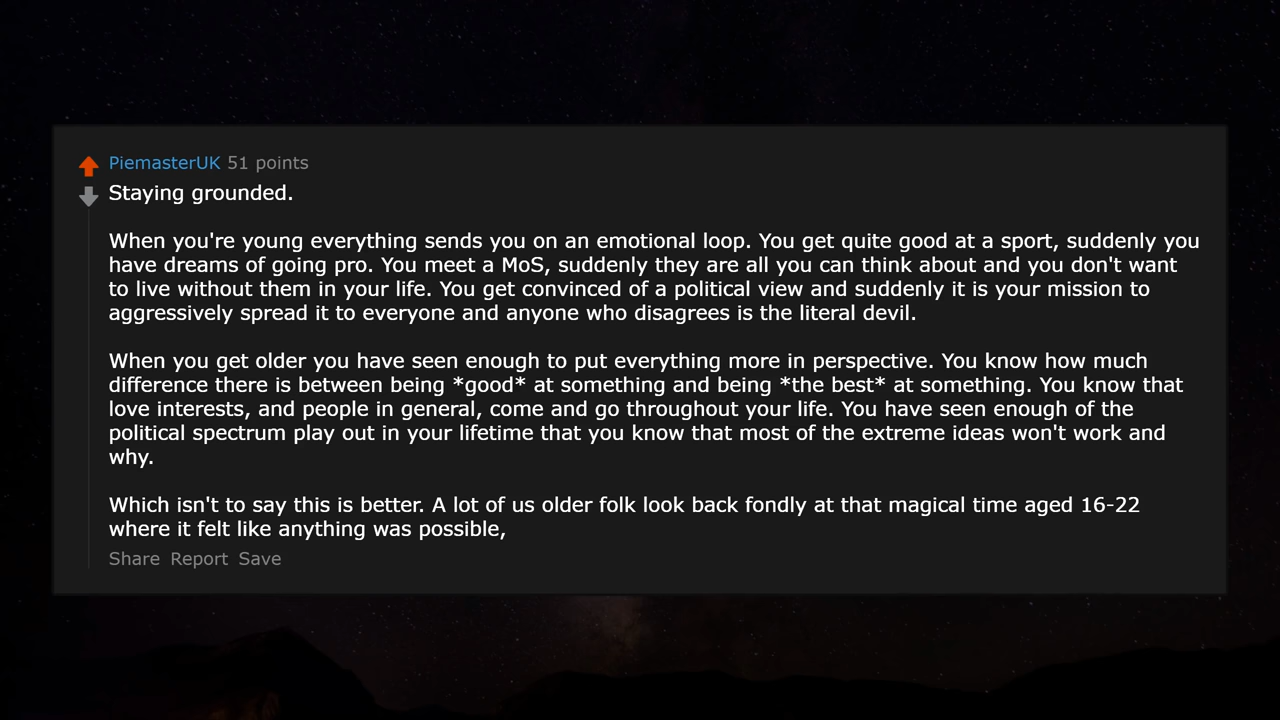 PiemasterUK 51 points
Staying grounded.
When you're young everything sends you on an emotional loop. You get quite good at a sport, suddenly you
have dreams of going pro. You meet a MoS, suddenly they are all you can think about and you don't want
to live without them in your life. You get convinced of a political view and suddenly it is your mission to
aggressively spread it to everyone and anyone who disagrees is the literal devil.
When you get older you have seen enough to put everything more in perspective. You know how much
difference there is between being *good* at something and being *the best* at something. You know that
love interests, and people in general, come and go throughout your life. You have seen enough of the
political spectrum play out in your lifetime that you know that most of the extreme ideas won't work and
why.
Which isn't to say this is better. A lot of us older folk look back fondly at that magical time aged 16-22
where it felt like anything was possible,
Share Report Save